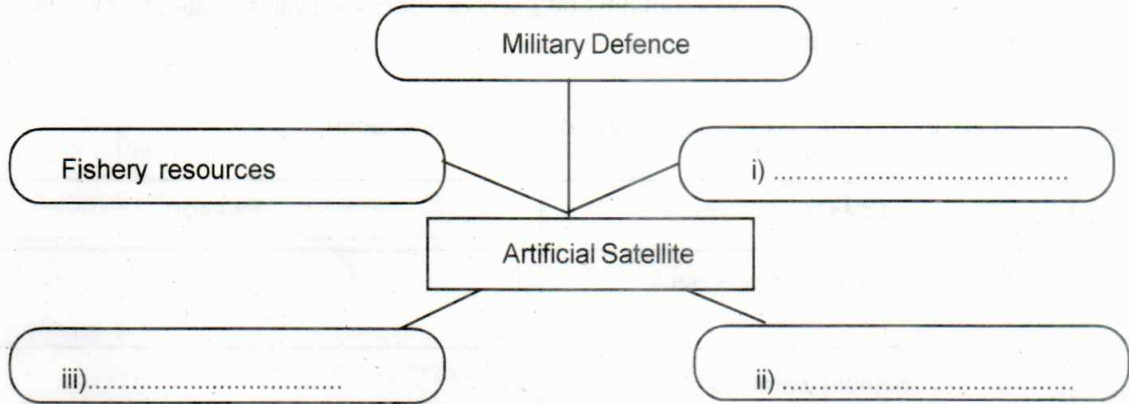 Military Defence
Fishery resources
i) ....................................
Artificial Satellite
iii)...............................
ii) ....................................